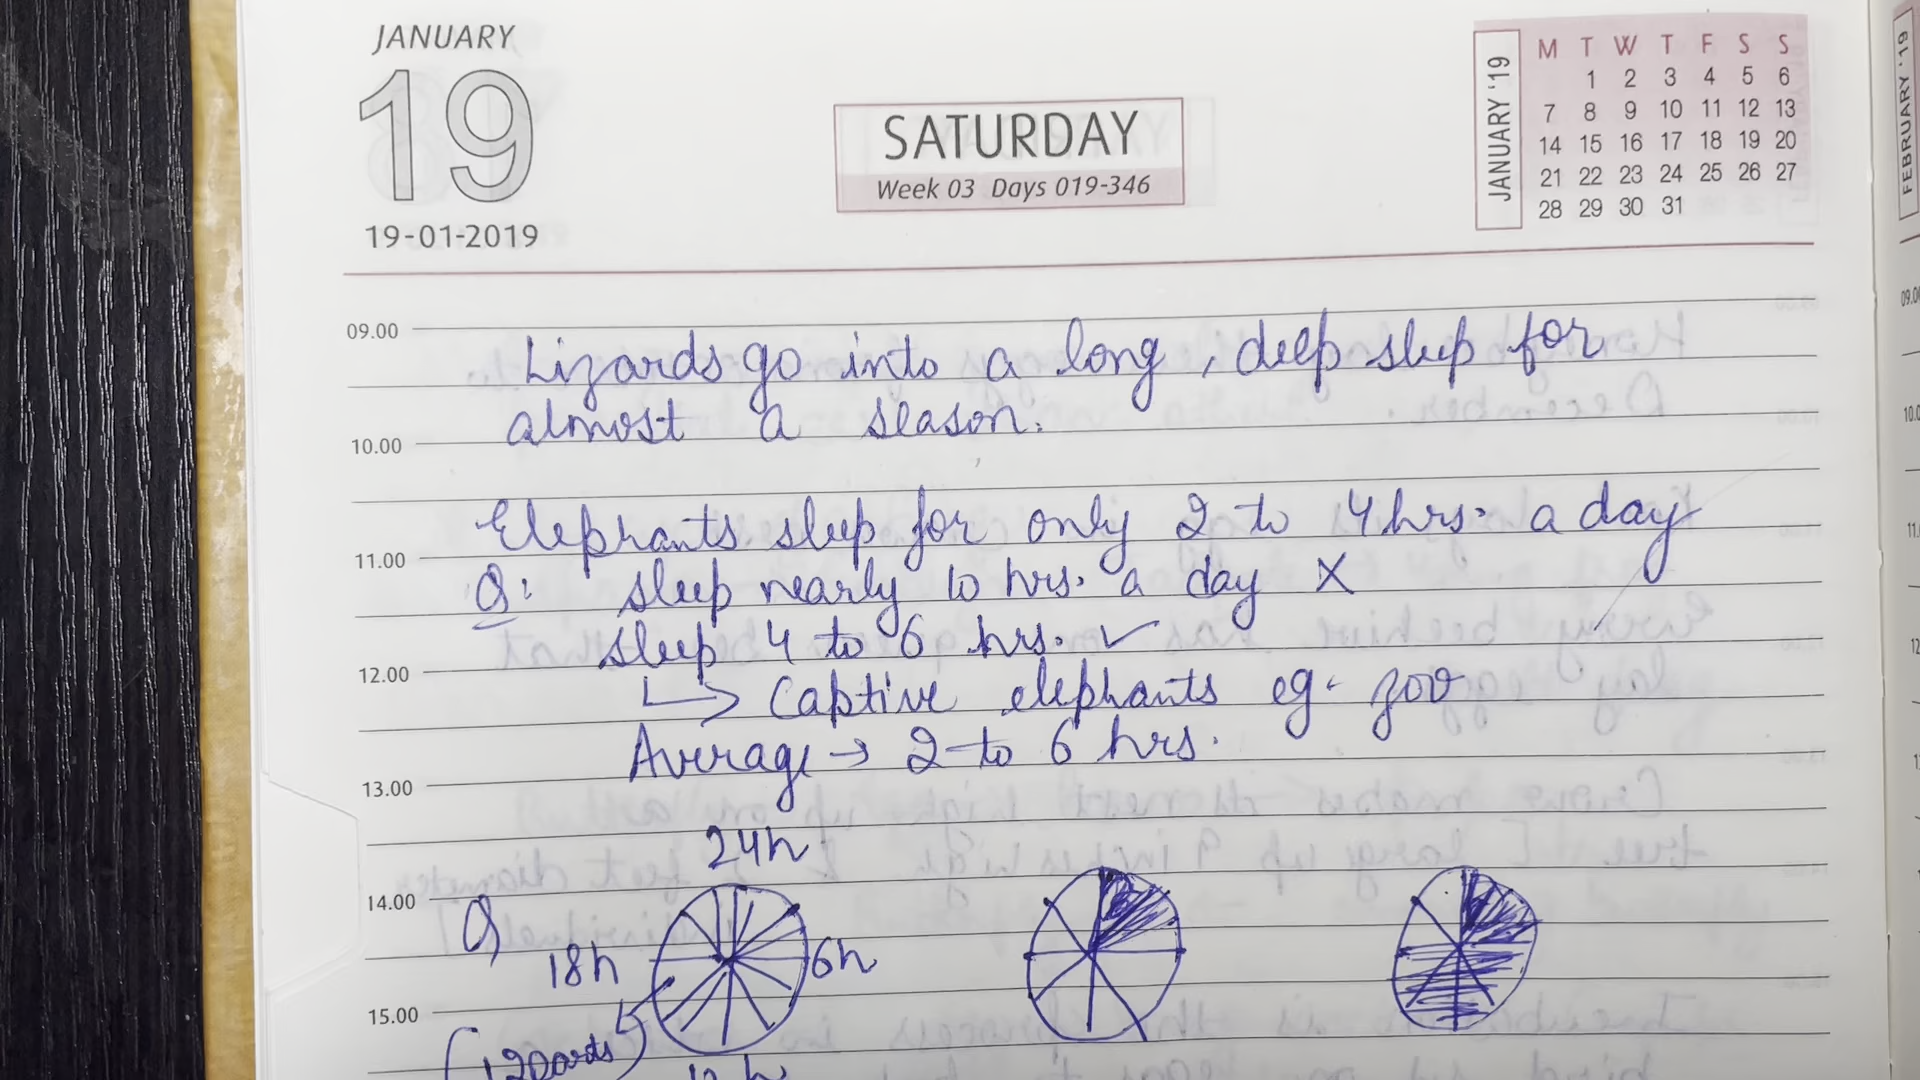 JANUARY
19
19-01-2019
SATURDAY
Week 03 Days 019-346
JANUARY '19
M T W T F S S
1 2 3 4 5 6
7 8 9 10 11 12 13
14 15 16 17 18 19 20
21 22 23 24 25 26 27
28 29 30 31
FEBRUARY '19
09.00
Lizards go into a long, deep sleep for
almost a season.
10.00
Elephants sleep for only 2 to 4 hrs. a day
11.00
Q: sleep nearly 10 hrs. a day X
sleep 4 to 6 hrs. ✓
12.00
↳ Captive elephants eg. zoo
Average → 2 to 6 hrs.
13.00
24h
14.00
Q
18h
6h
15.00